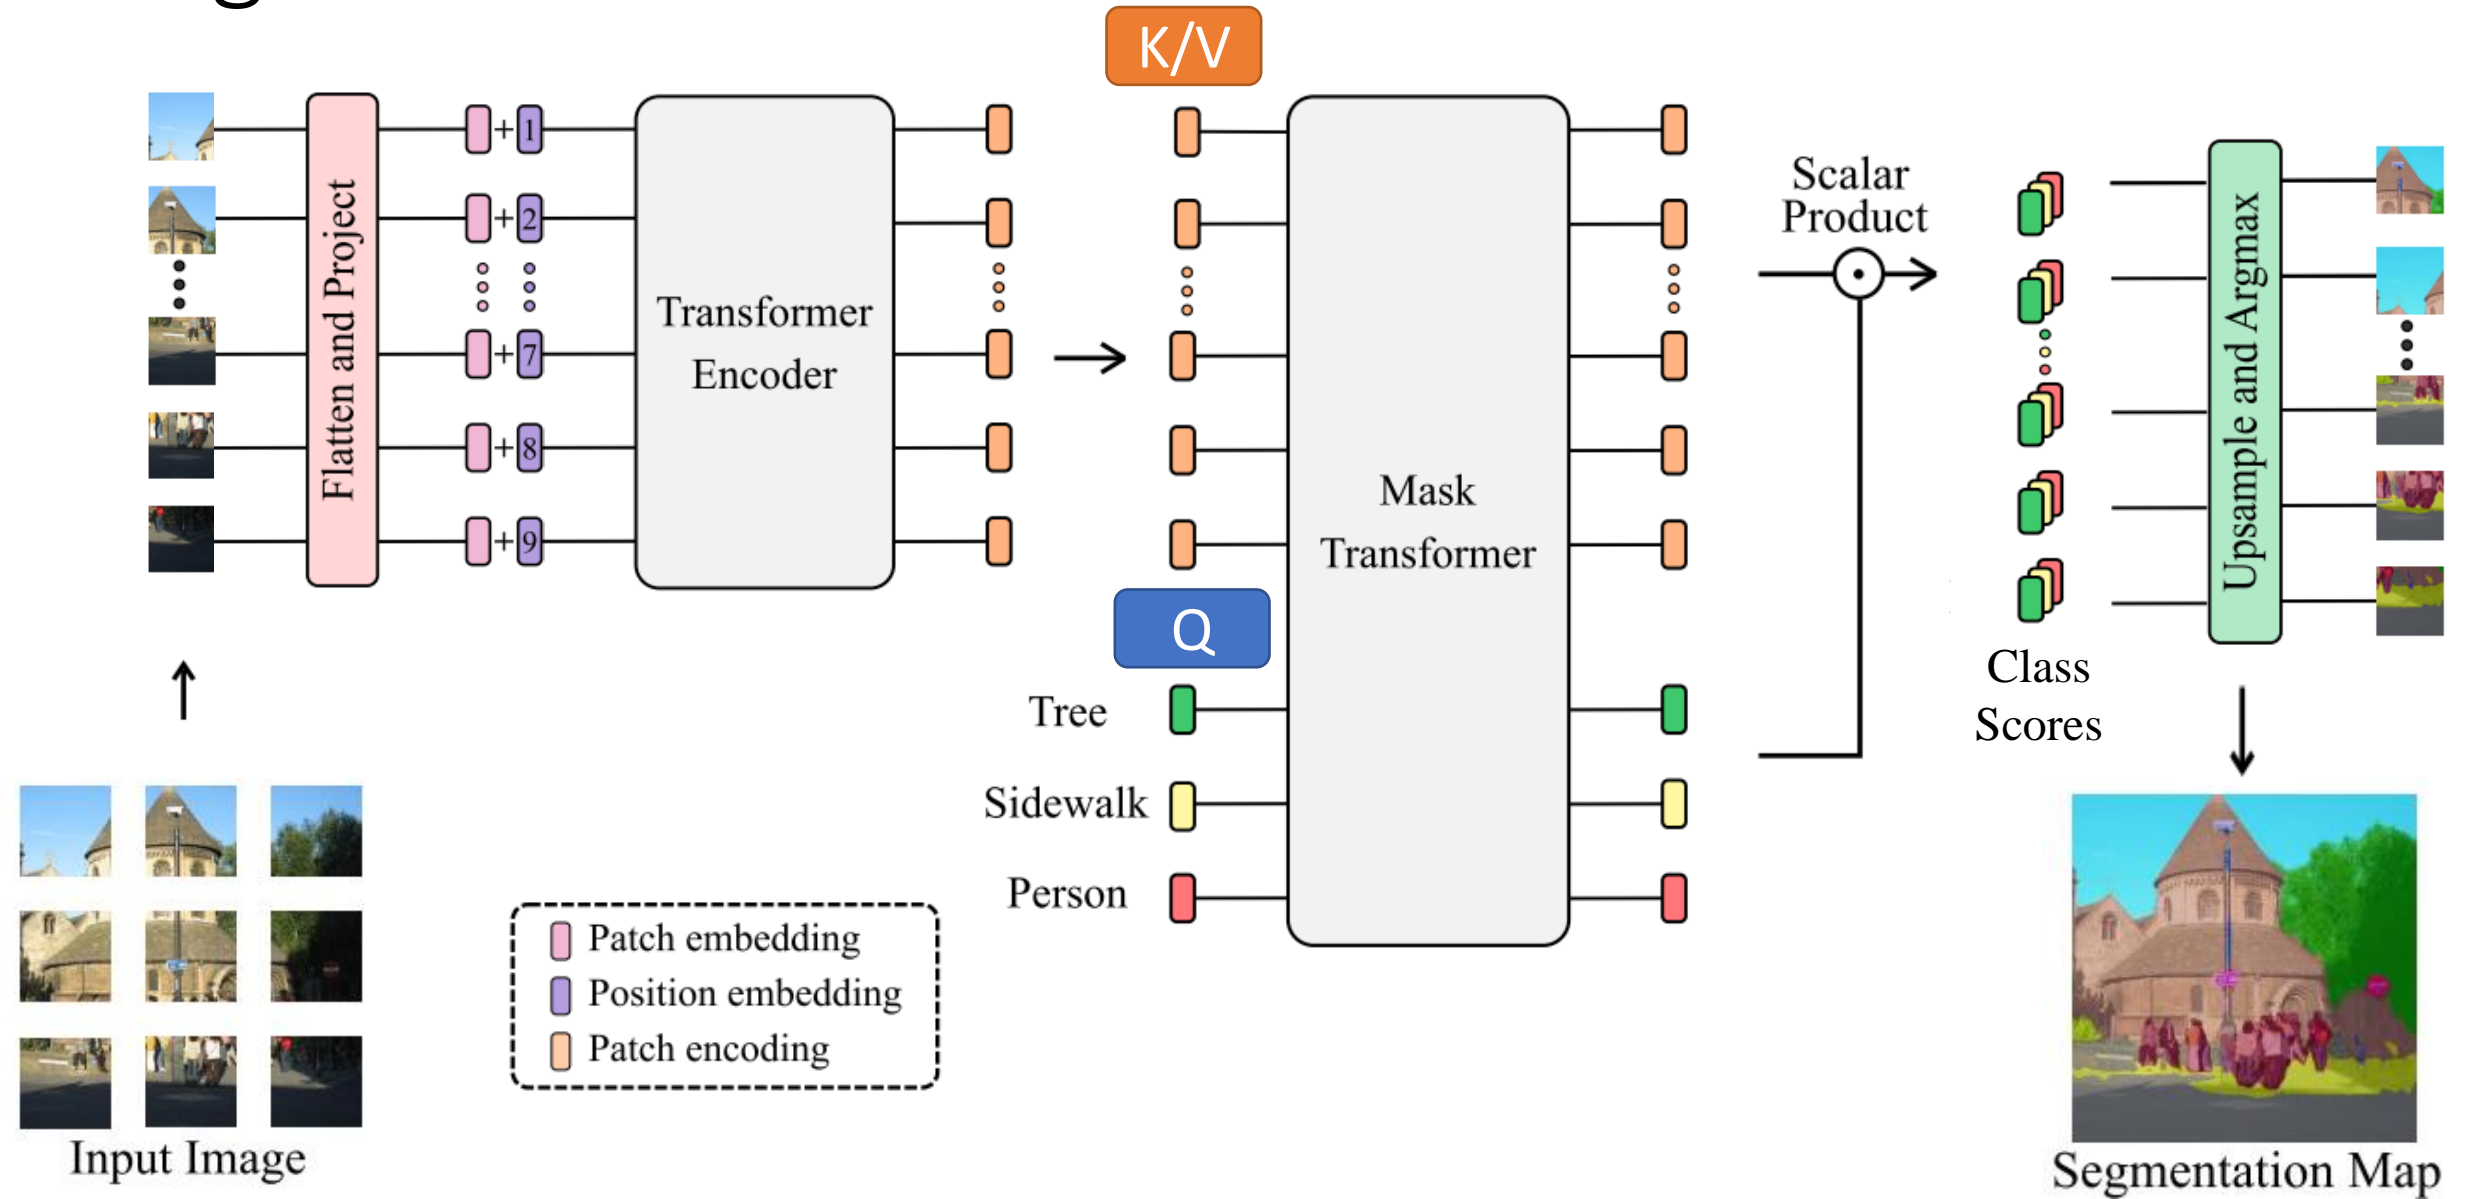 K/V
Flatten and Project
+1
+2
+7
+8
+9
Transformer
Encoder
Q
Mask
Transformer
Tree
Sidewalk
Person
Scalar
Product
Class
Scores
Upsample and Argmax
Patch embedding
Position embedding
Patch encoding
Input Image
Segmentation Map